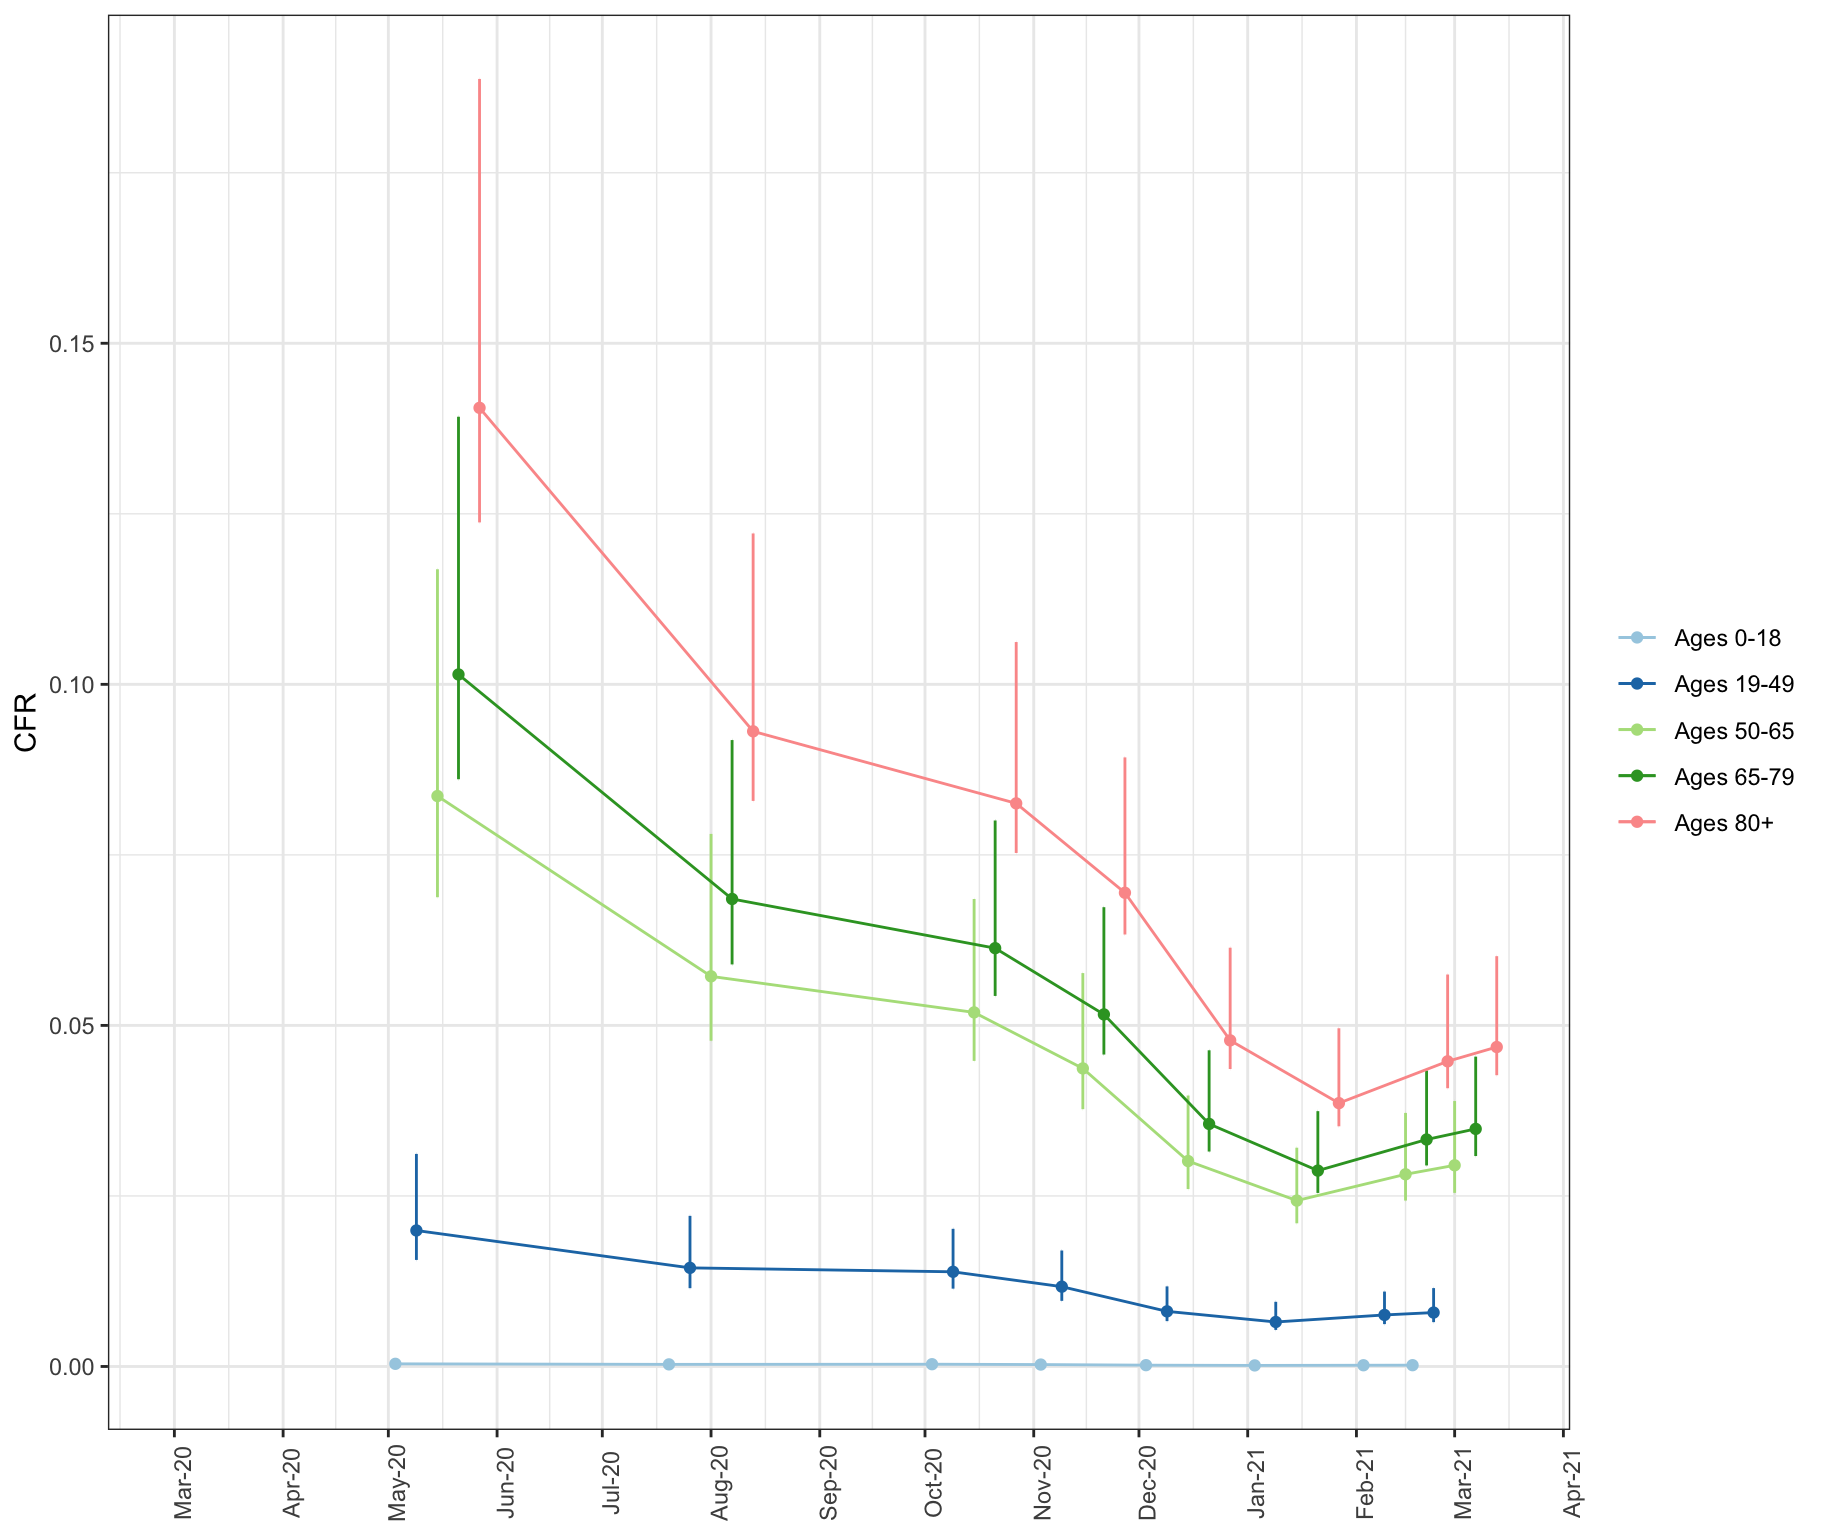 CFR
0.15
0.10
0.05
0.00
Mar-20
Apr-20
May-20
Jun-20
Jul-20
Aug-20
Sep-20
Oct-20
Nov-20
Dec-20
Jan-21
Feb-21
Mar-21
Apr-21
Ages 0-18
Ages 19-49
Ages 50-65
Ages 65-79
Ages 80+